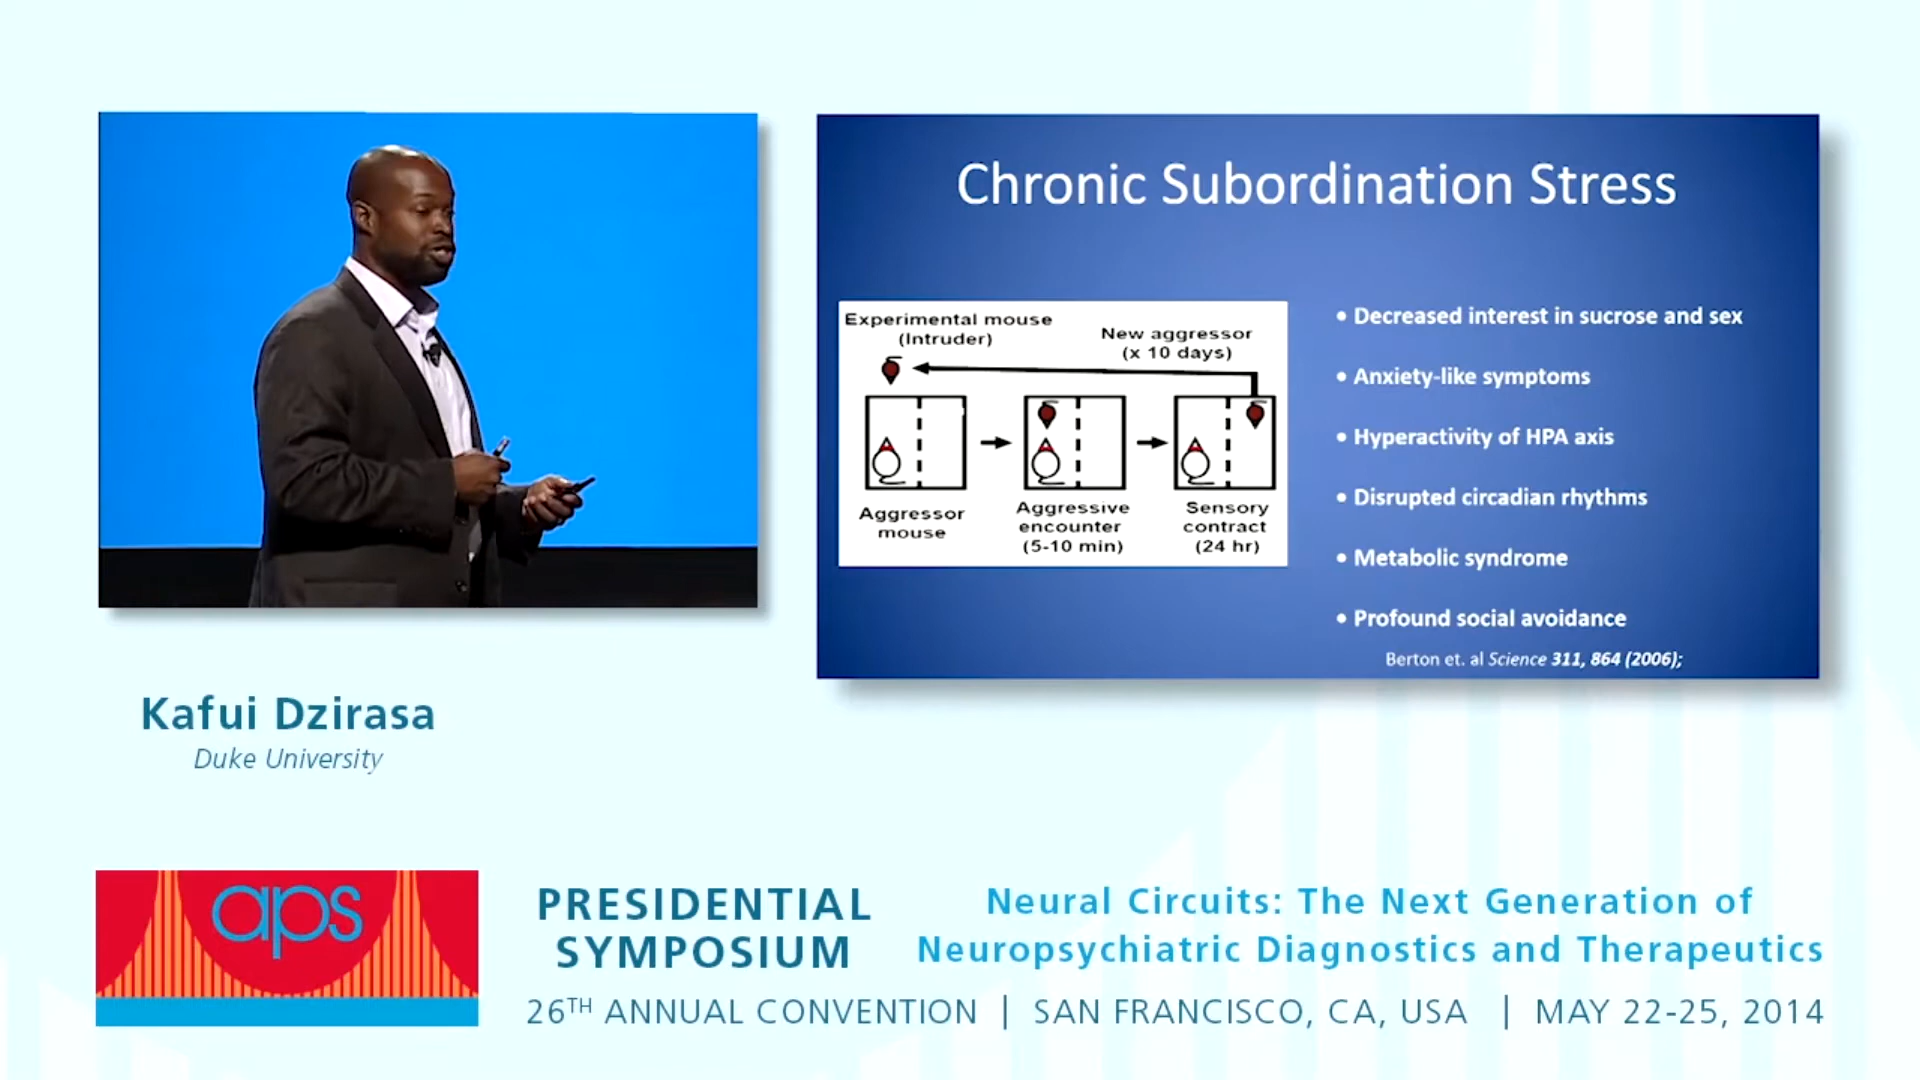 Chronic Subordination Stress
Experimental mouse
(Intruder)
New aggressor
(x 10 days)
Aggressor
mouse
Aggressive
encounter
(5-10 min)
Sensory
contract
(24 hr)
• Decreased interest in sucrose and sex
• Anxiety-like symptoms
• Hyperactivity of HPA axis
• Disrupted circadian rhythms
• Metabolic syndrome
• Profound social avoidance
Berton et. al Science 311, 864 (2006);
Kafui Dzirasa
Duke University
aps
PRESIDENTIAL
SYMPOSIUM
Neural Circuits: The Next Generation of
Neuropsychiatric Diagnostics and Therapeutics
26TH ANNUAL CONVENTION | SAN FRANCISCO, CA, USA | MAY 22-25, 2014